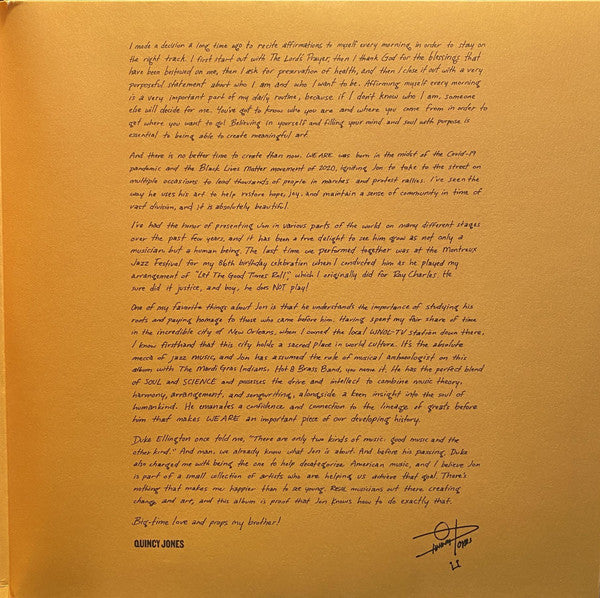 I made a decision a long time ago to recite affirmations to myself every morning in order to stay on
the right track. I first start out with The Lord's Prayer, then I thank God for the blessings that
have been bestowed on me, then I ask for preservation of health, and then I close it out with a very
purposeful statement about who I am and who I want to be. Affirming myself every morning
is a very important part of my daily routine, because if I don't know who I am, someone
else will decide for me. You've got to know who you are and where you come from in order to
get where you want to go! Believing in yourself and filling your mind and soul with purpose is
essential to being able to create meaningful art.
And there is no better time to create than now. WE ARE was born in the midst of the Covid-19
pandemic and the Black Lives Matter movement of 2020, igniting Jon to take to the street on
multiple occasions to lead thousands of people in marches and protest rallies. I've seen the
way he uses his art to help restore hope, joy, and maintain a sense of community in time of
vast division, and it is absolutely beautiful.
I've had the honor of presenting Jon in various parts of the world on many different stages
over the past few years, and it has been a true delight to see him grow as not only a
musician but a human being. The last time we performed together was at the Montreux
Jazz Festival for my 86th birthday celebration when I conducted him as he played my
arrangement of "Let The Good Times Roll", which I originally did for Ray Charles. He
sure did it justice, and boy, he does NOT play!
One of my favorite things about Jon is that he understands the importance of studying his
roots and paying homage to those who came before him. Having spent my fair share of time
in the incredible city of New Orleans, when I owned the local WNOL-TV station down there,
I know firsthand that this city holds a sacred place in world culture. It's the absolute
mecca of jazz music, and Jon has assumed the role of musical anthropologist on this
album with The Mardi Gras Indians, Hot 8 Brass Band, you name it. He has the perfect blend
of SOUL and SCIENCE and possesses the drive and intellect to combine music theory,
harmony, arrangement, and songwriting, alongside a keen insight into the soul of
humankind. He emanates a confidence and connection to the lineage of greats before
him that makes WE ARE an important piece of our developing history.
Duke Ellington once told me, "There are only two kinds of music: good music and the
other kind." And man, we already know what Jon is about. And before his passing, Duke
also charged me with being the one to help decategorize American music, and I believe Jon
is part of a small collection of artists who are helping us achieve that goal. There's
nothing that makes me happier than to see young, REAL musicians out there creating
change and art, and this album is proof that Jon knows how to do exactly that.
Big-time love and props my brother!
QUINCY JONES